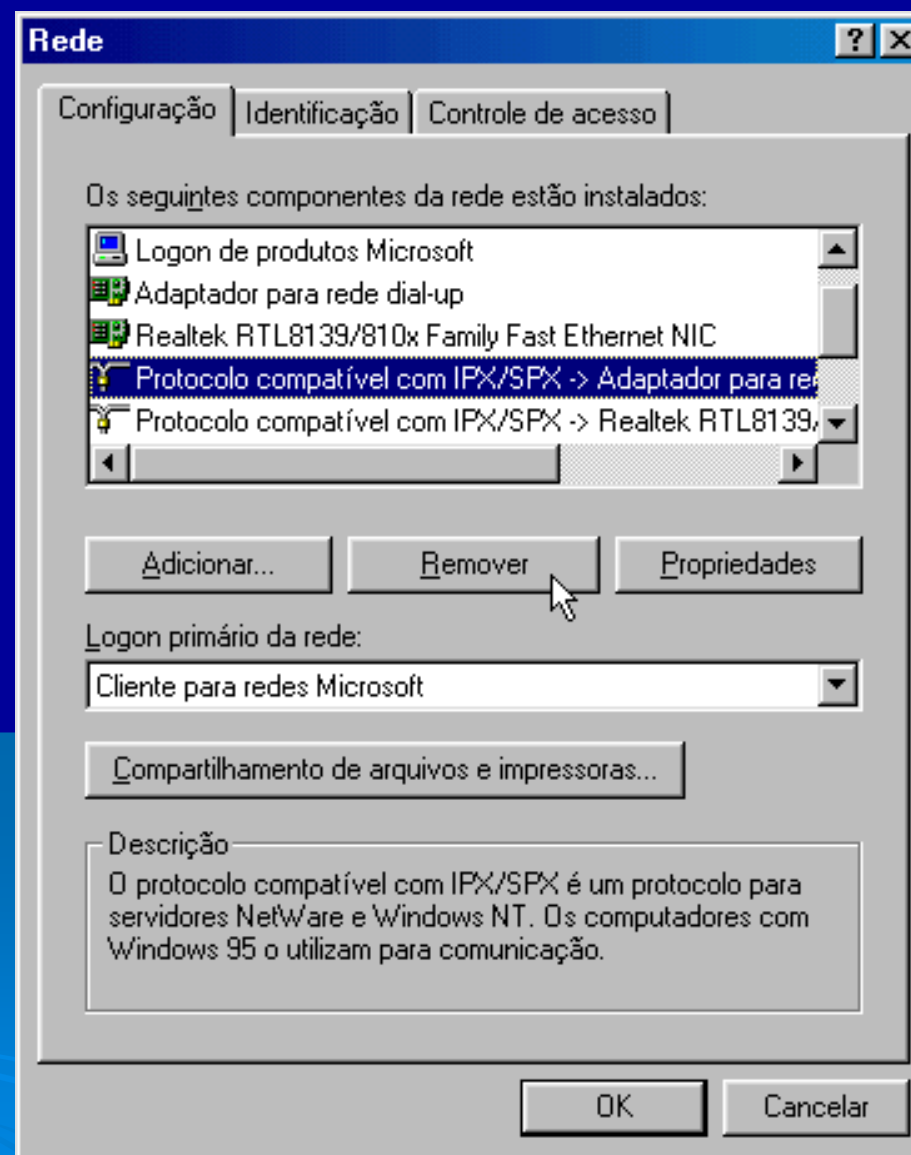 Rede
Configuração Identificação Controle de acesso
Os seguintes componentes da rede estão instalados:
Logon de produtos Microsoft
Adaptador para rede dial-up
Realtek RTL8139/810x Family Fast Ethernet NIC
Protocolo compatível com IPX/SPX -> Adaptador para re
Protocolo compatível com IPX/SPX -> Realtek RTL8139/
Adicionar... Remover Propriedades
Logon primário da rede:
Cliente para redes Microsoft
Compartilhamento de arquivos e impressoras...
Descrição
O protocolo compatível com IPX/SPX é um protocolo para
servidores NetWare e Windows NT. Os computadores com
Windows 95 o utilizam para comunicação.
OK Cancelar